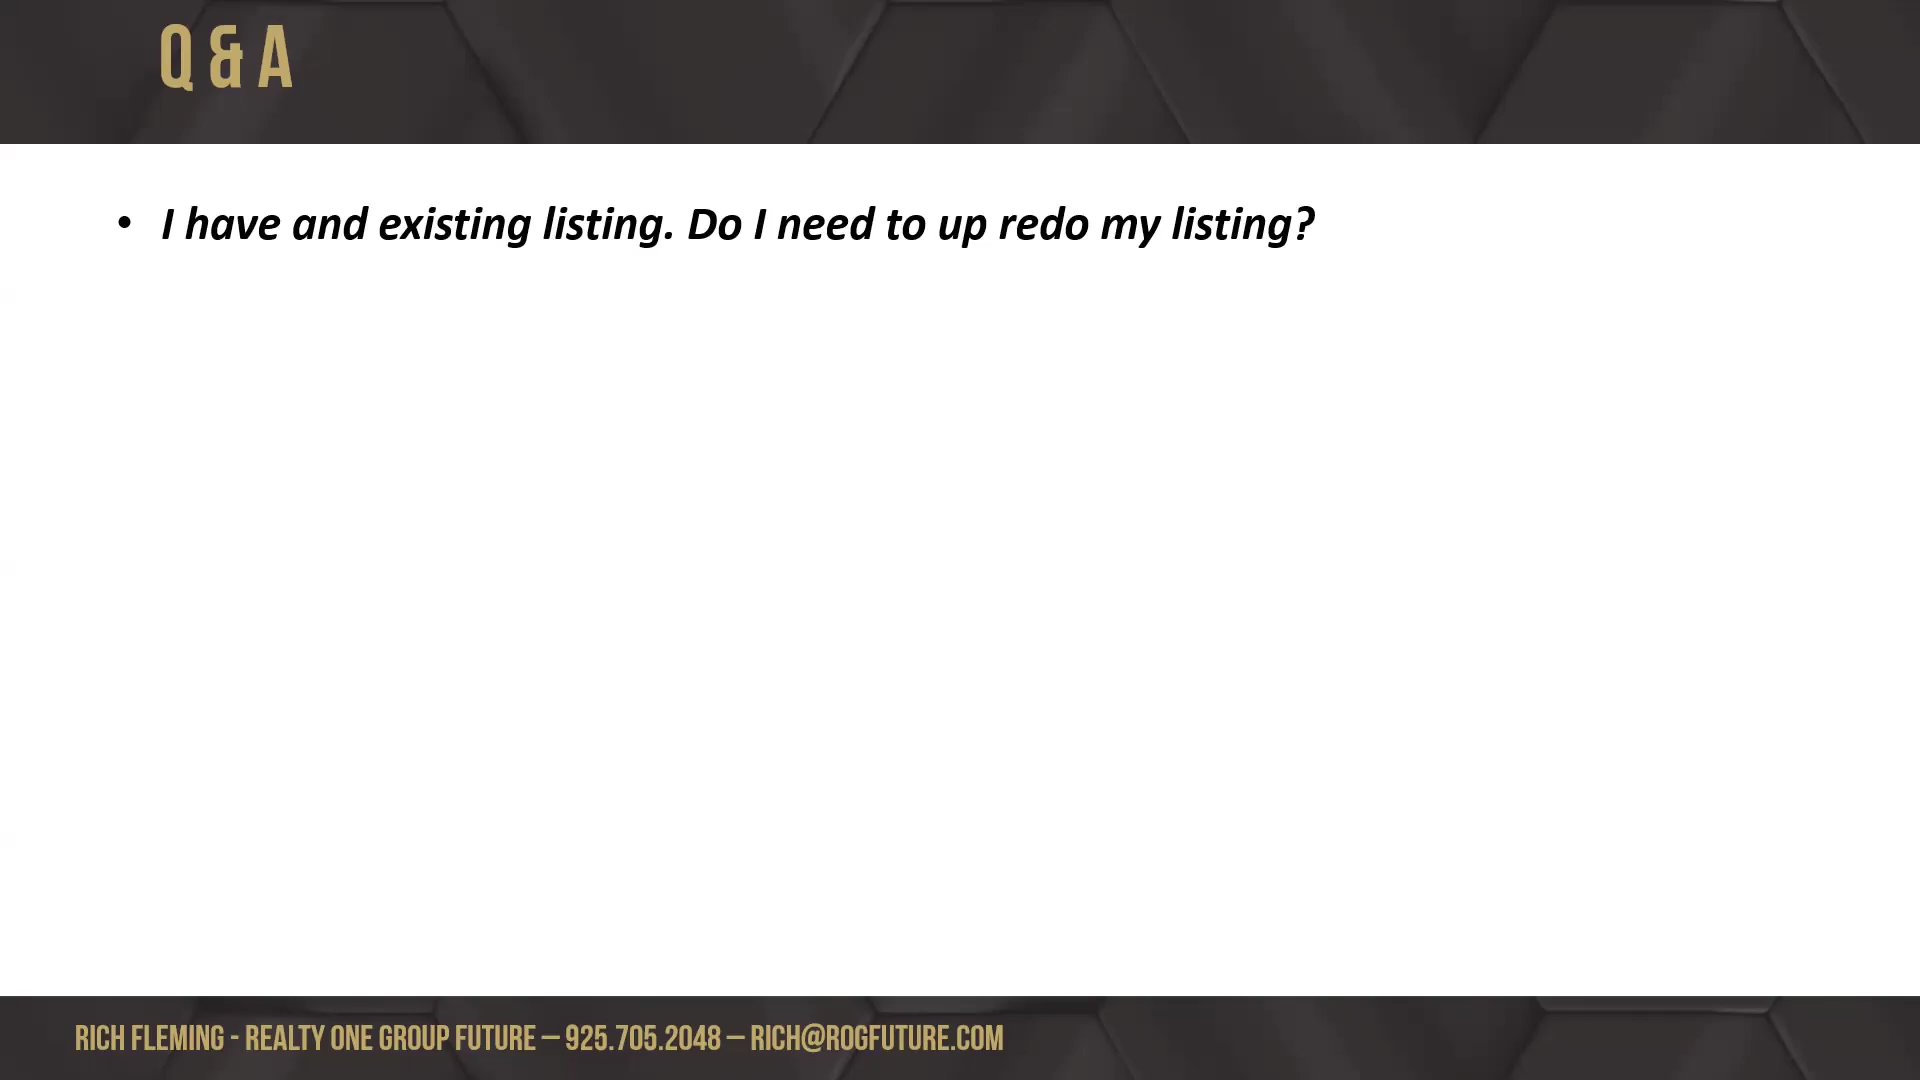 Q & A
• I have and existing listing. Do I need to up redo my listing?
RICH FLEMING - REALTY ONE GROUP FUTURE – 925.705.2048 – RICH@ROGFUTURE.COM